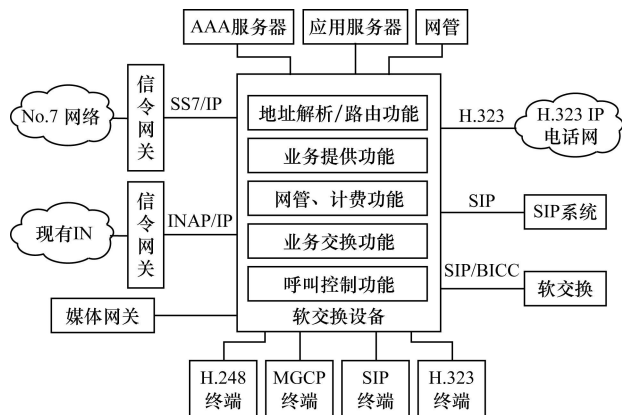 AAA服务器
应用服务器
网管
No.7 网络
信令网关
SS7/IP
地址解析/路由功能
H.323
H.323 IP
电话网
业务提供功能
网管、计费功能
现有IN
信令网关
INAP/IP
SIP
SIP系统
业务交换功能
SIP/BICC
软交换
呼叫控制功能
媒体网关
软交换设备
H.248
终端
MGCP
终端
SIP
终端
H.323
终端